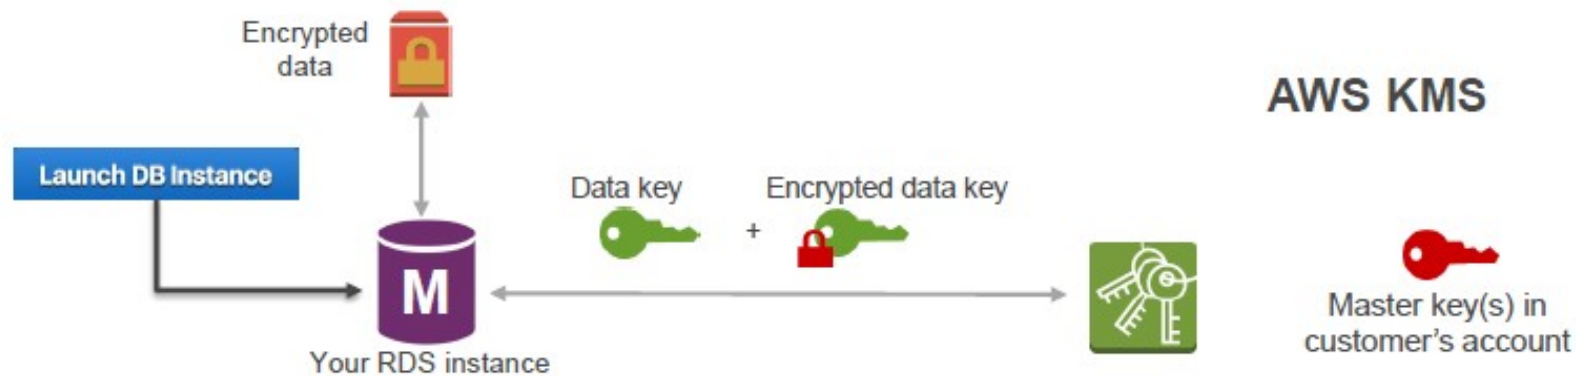 Encrypted
data
AWS KMS
Launch DB Instance
Data key
+
Encrypted data key
M
Your RDS instance
Master key(s) in
customer's account